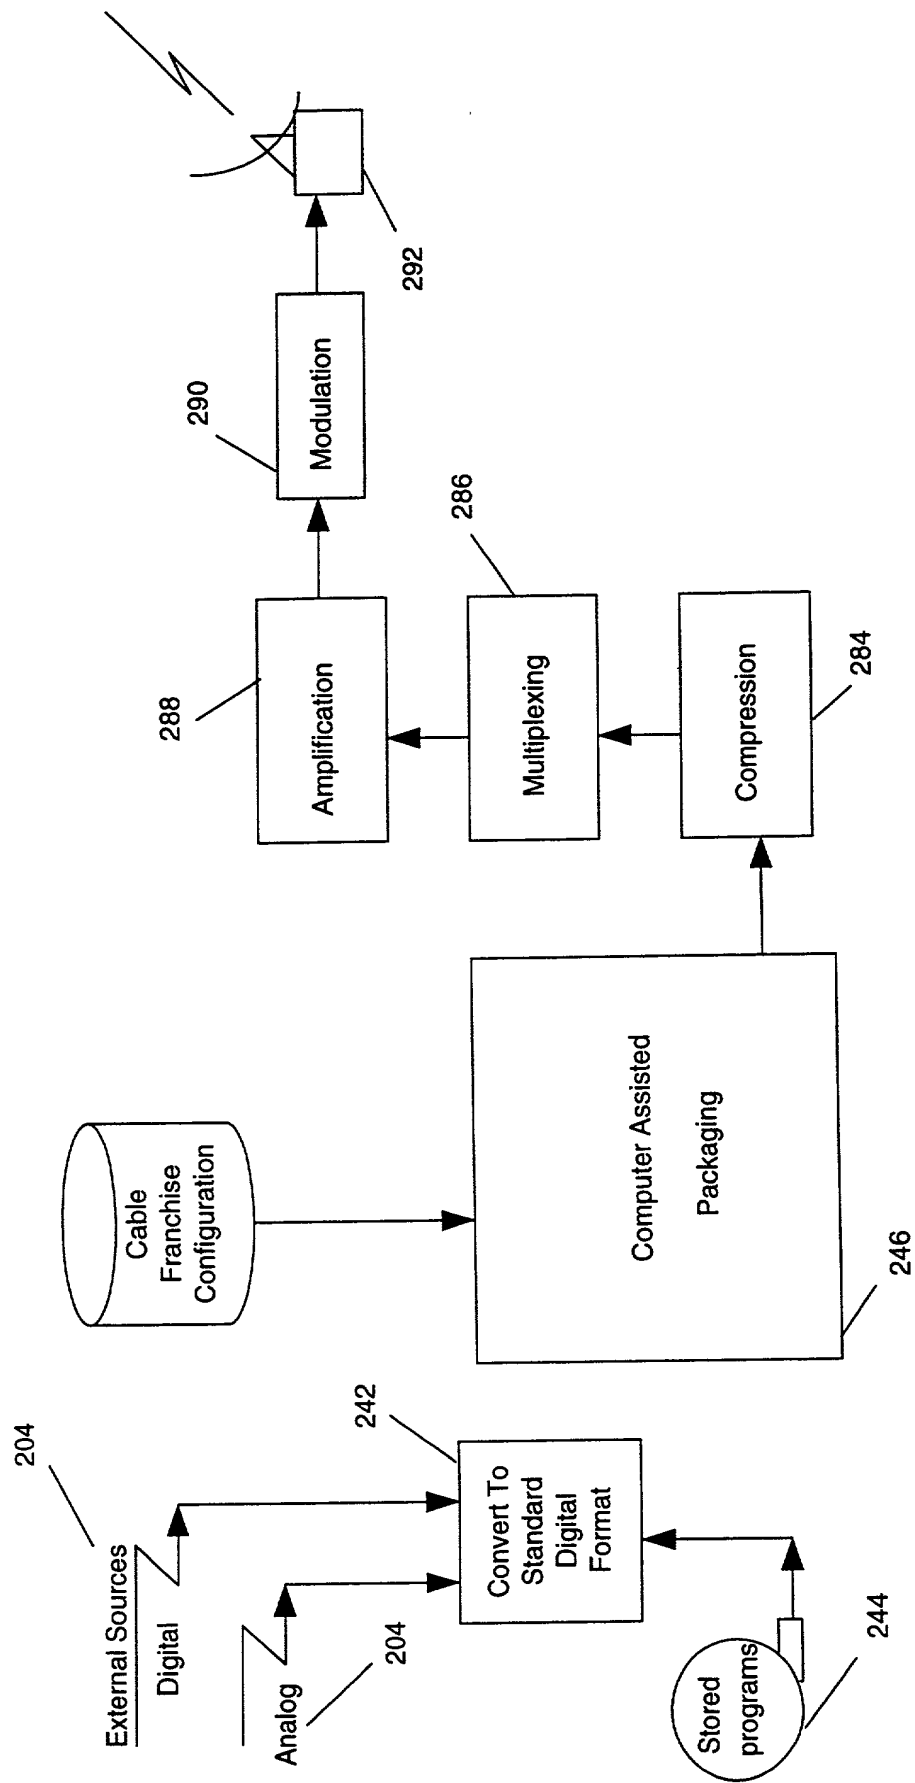 204
External Sources
Digital
Analog
204
Cable
Franchise
Configuration
242
Convert To
Standard
Digital
Format
Stored
programs
244
Computer Assisted
Packaging
246
288
Amplification
290
Modulation
292
286
Multiplexing
Compression
284